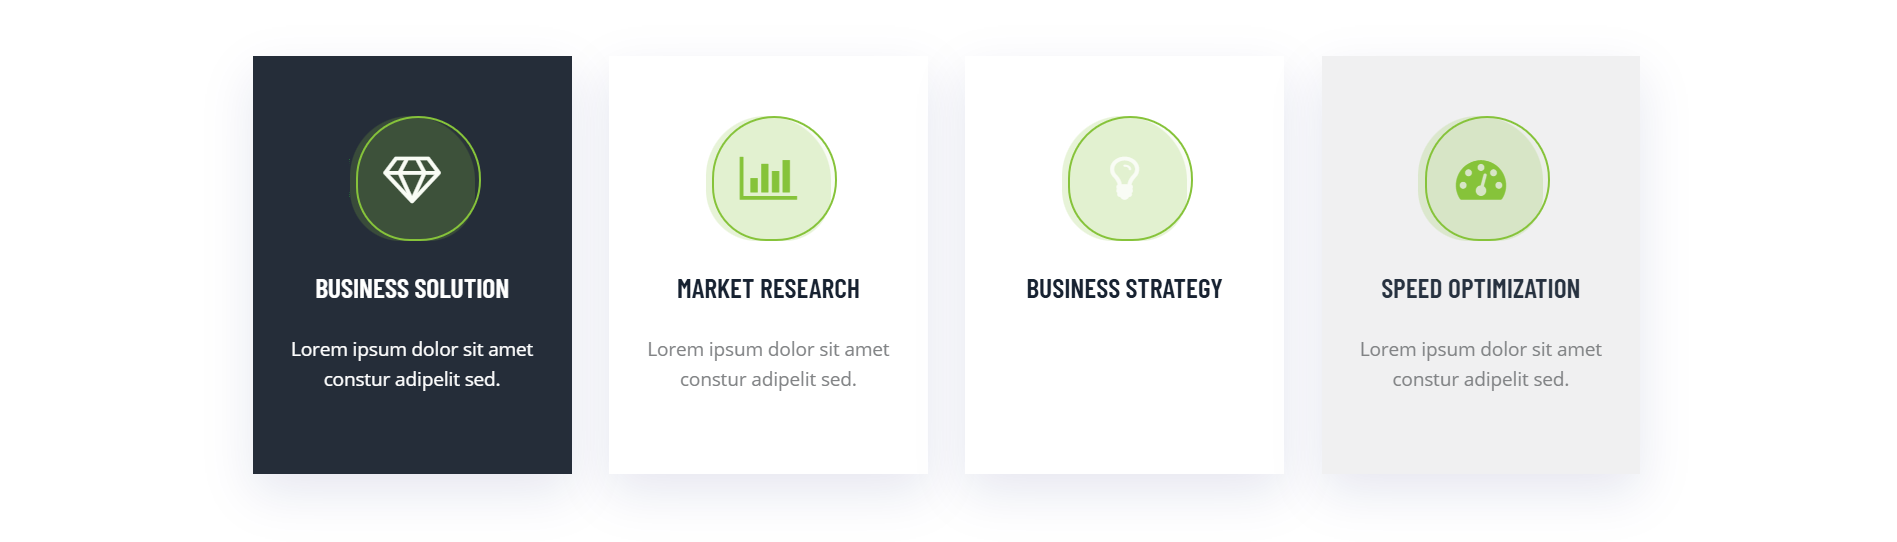 BUSINESS SOLUTION
Lorem ipsum dolor sit amet
constur adipelit sed.
MARKET RESEARCH
Lorem ipsum dolor sit amet
constur adipelit sed.
BUSINESS STRATEGY
SPEED OPTIMIZATION
Lorem ipsum dolor sit amet
constur adipelit sed.